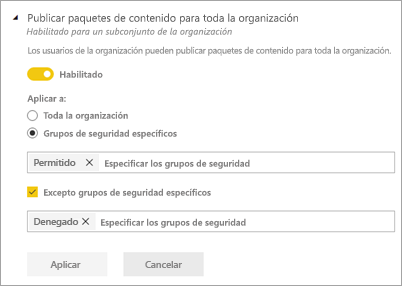 Publicar paquetes de contenido para toda la organización
Habilitado para un subconjunto de la organización
Los usuarios de la organización pueden publicar paquetes de contenido para toda la organización.
Habilitado
Aplicar a:
Toda la organización
Grupos de seguridad específicos
Permitido Especificar los grupos de seguridad
Excepto grupos de seguridad específicos
Denegado Especificar los grupos de seguridad
Aplicar Cancelar